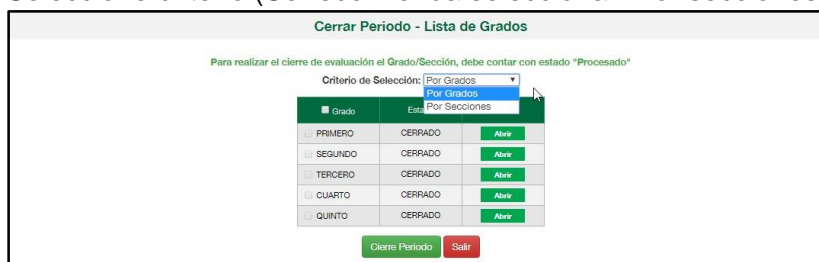 Cerrar Periodo - Lista de Grados
Para realizar el cierre de evaluación el Grado/Sección, debe contar con estado "Procesado"
Criterio de Selección: Por Grados
Por Grados
Por Secciones
Grado
PRIMERO CERRADO Abrir
SEGUNDO CERRADO Abrir
TERCERO CERRADO Abrir
CUARTO CERRADO Abrir
QUINTO CERRADO Abrir
Cierre Periodo Salir